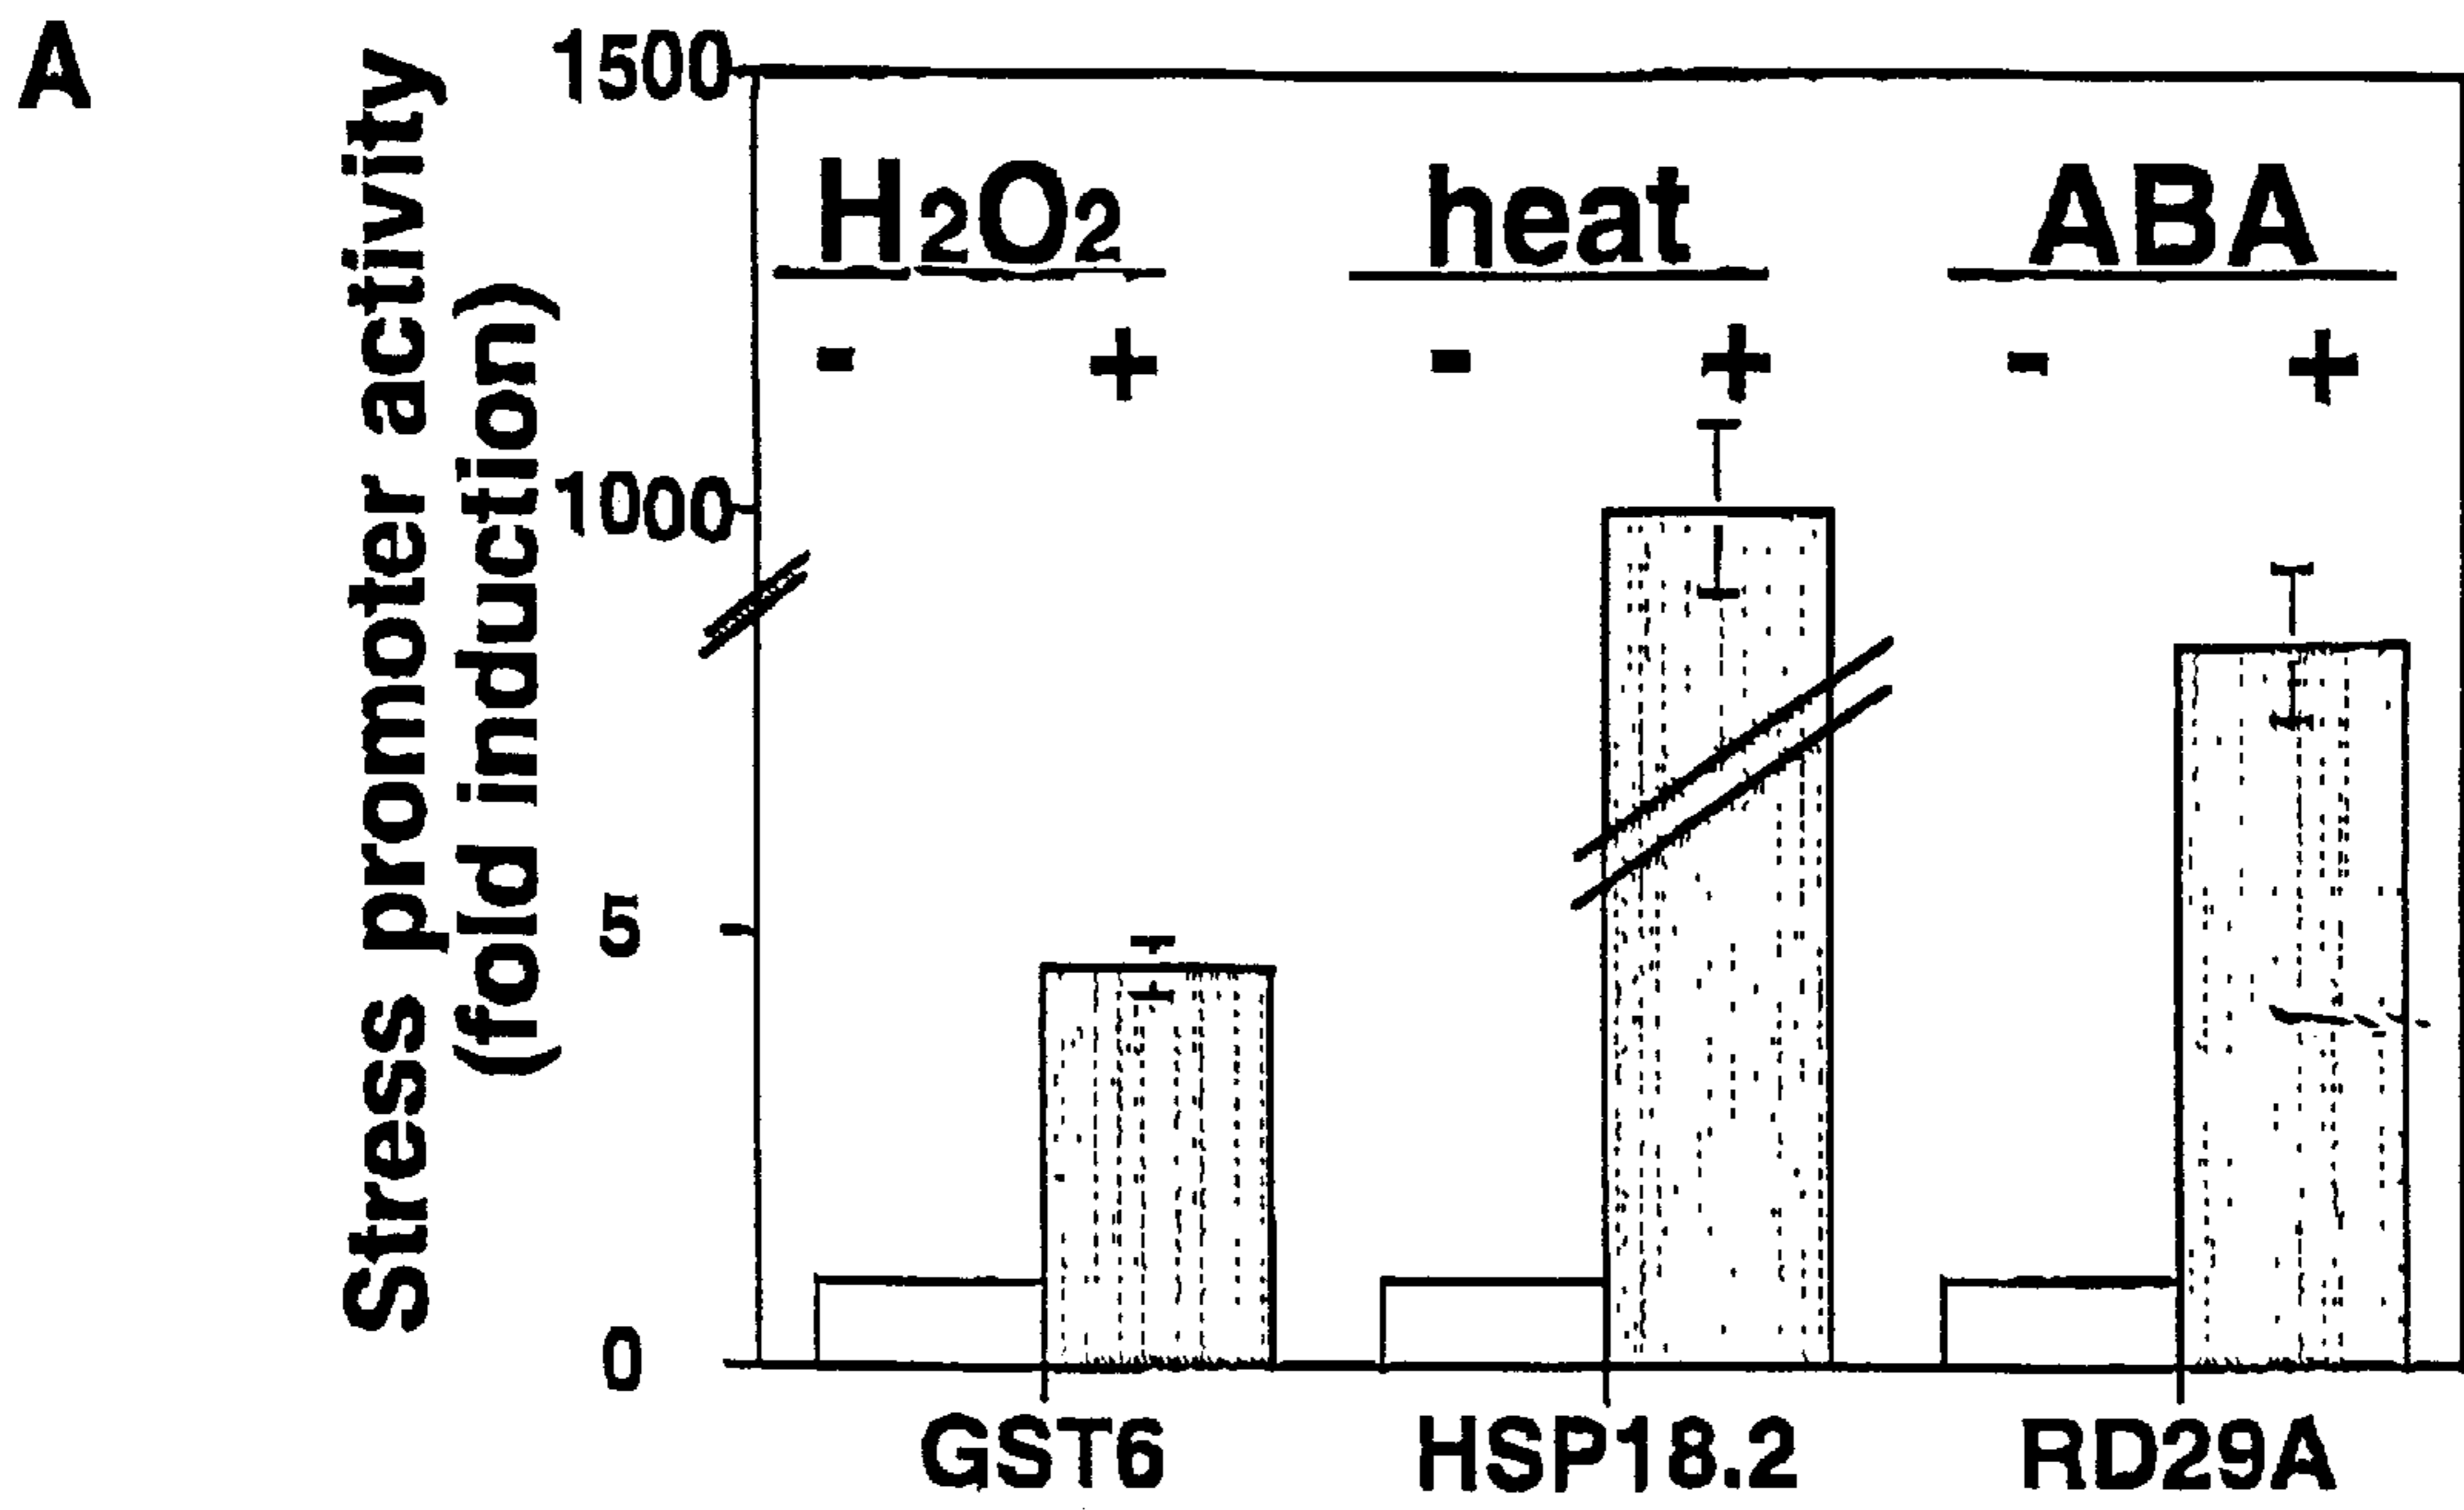 A
Stress promoter activity
(fold induction)
1500
1000
5
0
H2O2
heat
ABA
- + - + - +
GST6
HSP18.2
RD29A